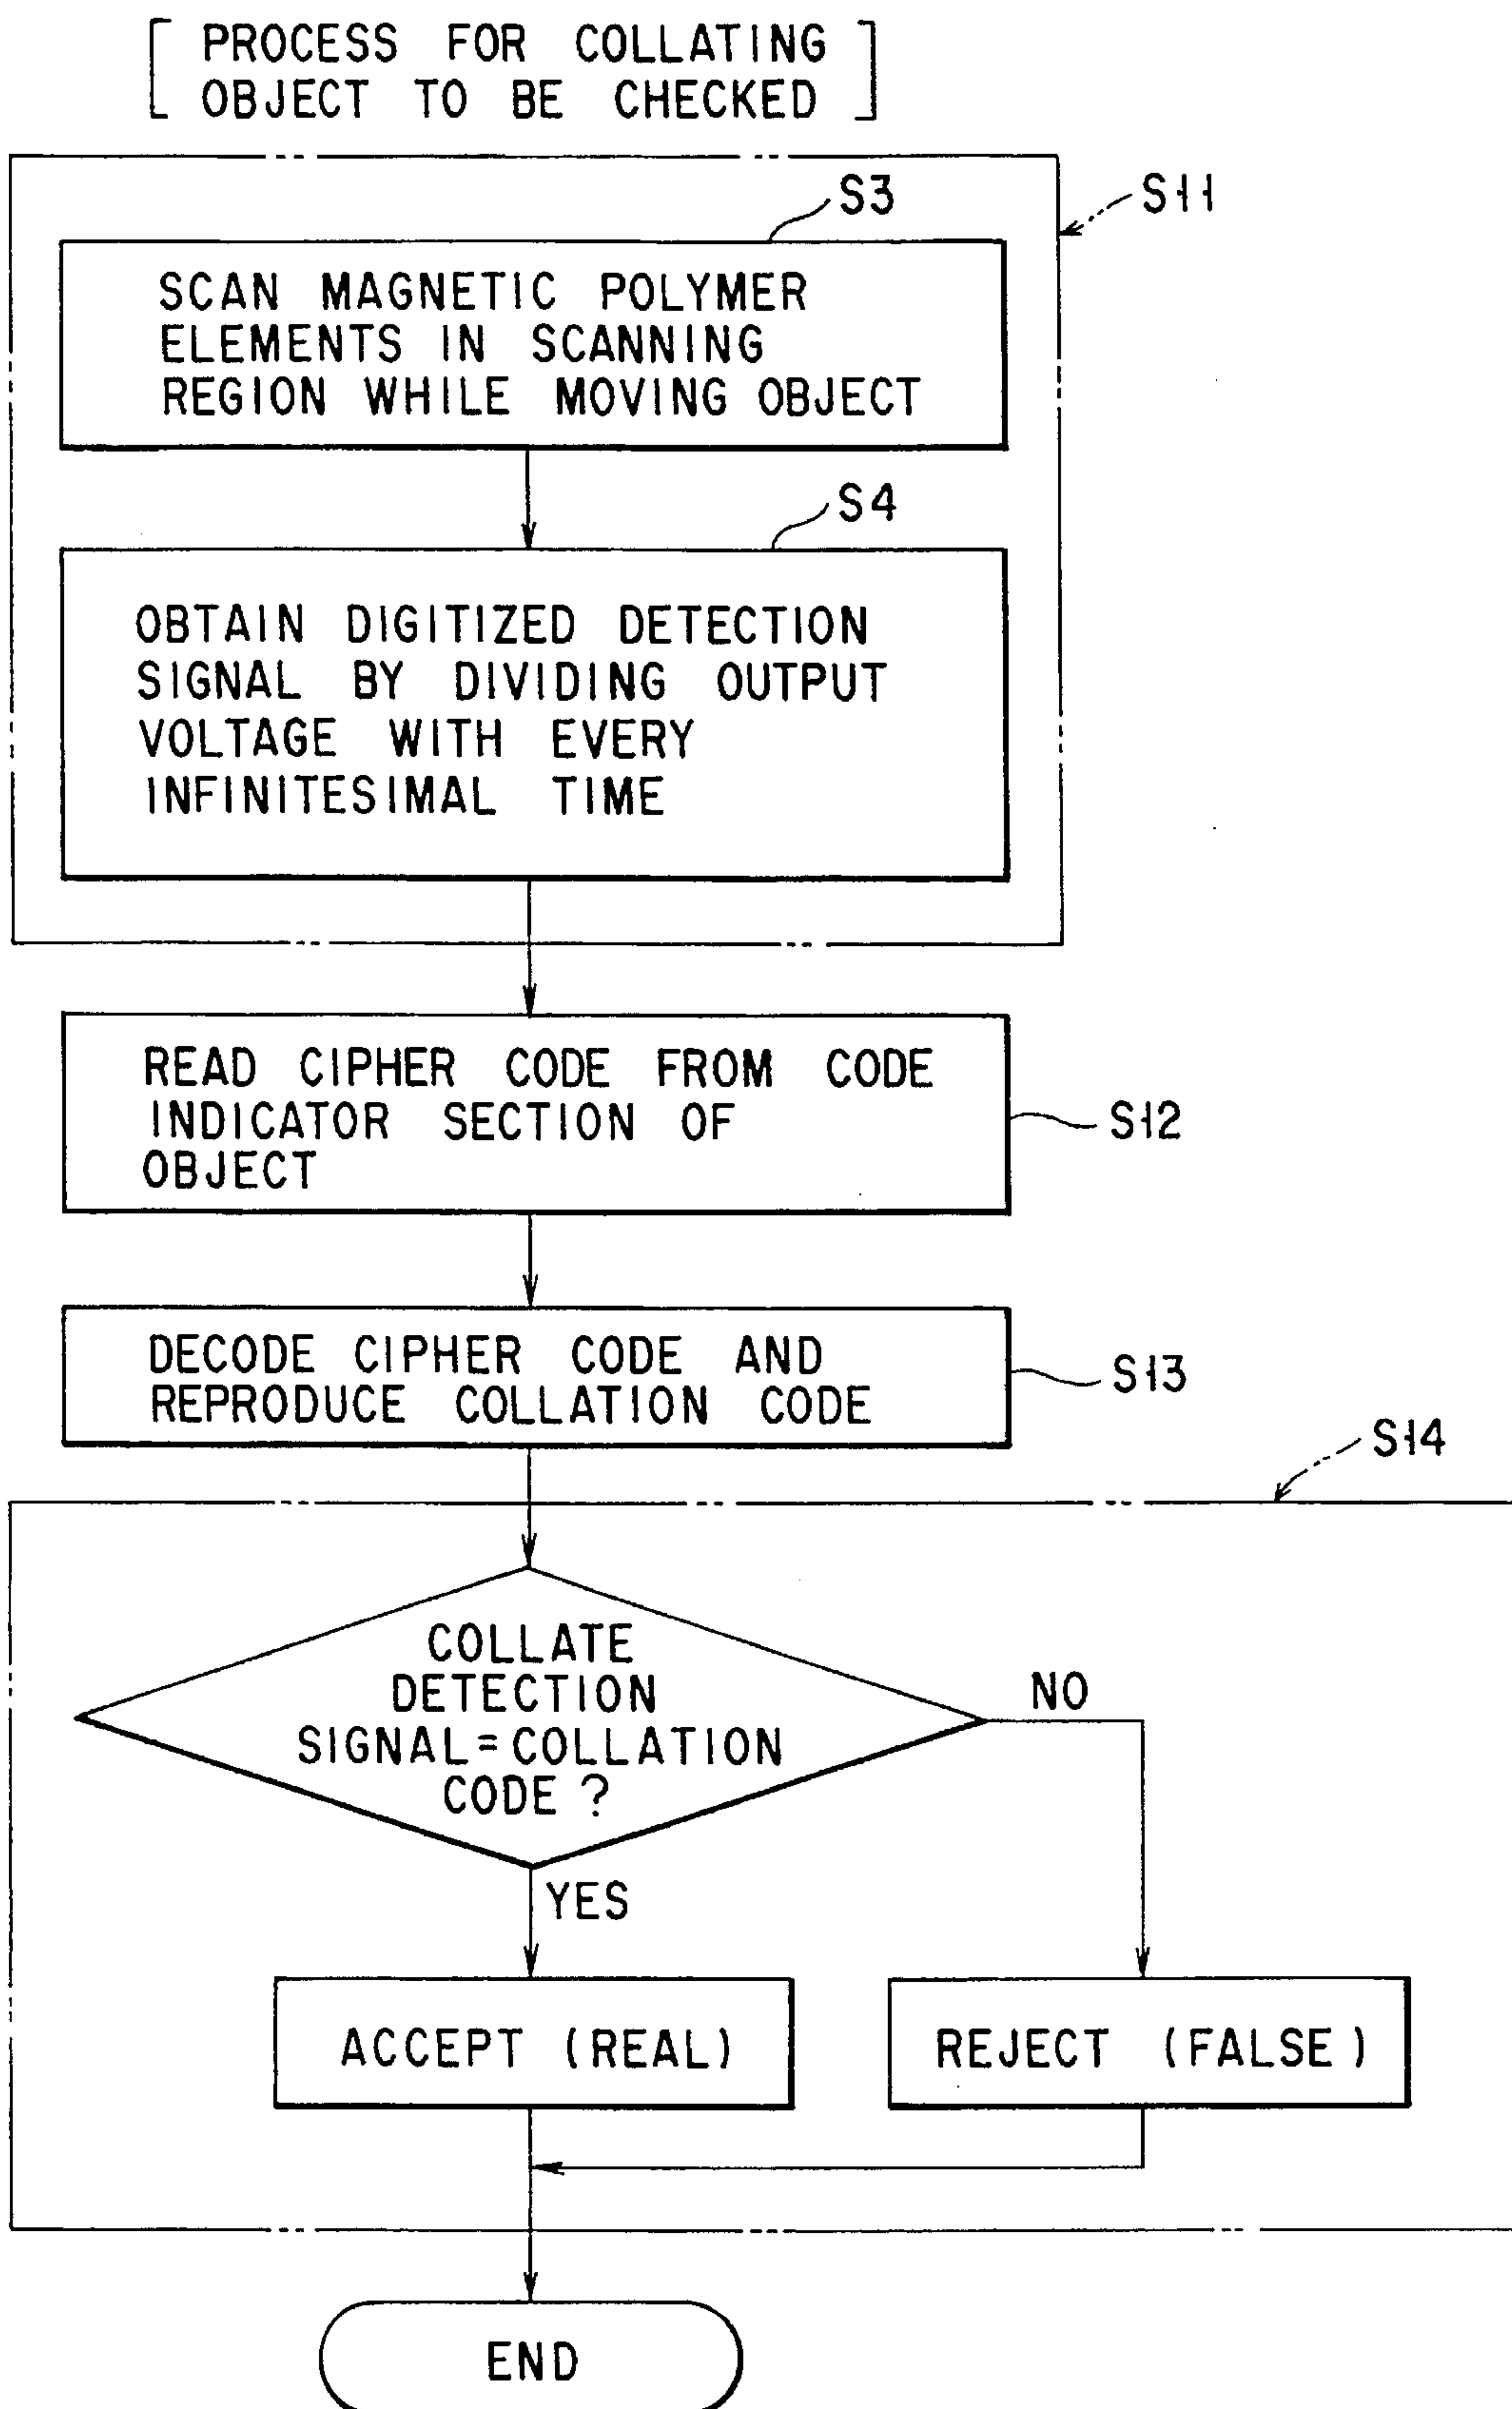 [ PROCESS FOR COLLATING
OBJECT TO BE CHECKED ]
S3
S11
SCAN MAGNETIC POLYMER
ELEMENTS IN SCANNING
REGION WHILE MOVING OBJECT
S4
OBTAIN DIGITIZED DETECTION
SIGNAL BY DIVIDING OUTPUT
VOLTAGE WITH EVERY
INFINITESIMAL TIME
READ CIPHER CODE FROM CODE
INDICATOR SECTION OF
OBJECT
S12
DECODE CIPHER CODE AND
REPRODUCE COLLATION CODE
S13
S14
COLLATE
DETECTION
SIGNAL=COLLATION
CODE ?
NO
YES
ACCEPT (REAL)
REJECT (FALSE)
END